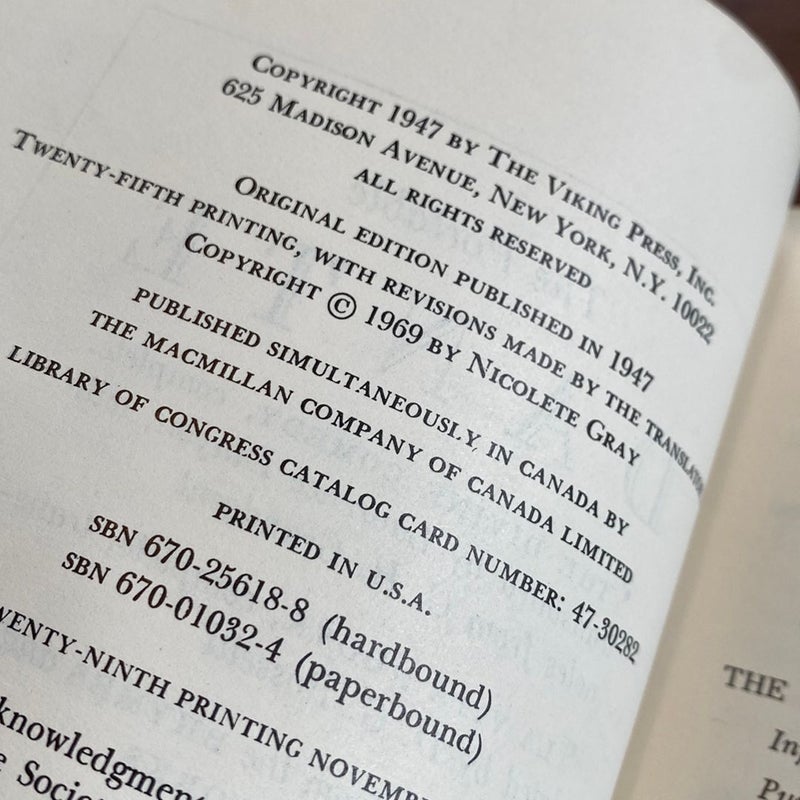 Copyright 1947 by The Viking Press, Inc.
625 Madison Avenue, New York, N.Y. 10022
all rights reserved
Original edition published in 1947
Twenty-fifth printing, with revisions made by the translator
Copyright © 1969 by Nicolete Gray
published simultaneously in canada by
the macmillan company of canada limited
library of congress catalog card number: 47-30282
printed in u.s.a.
SBN 670-25618-8 (hardbound)
SBN 670-01032-4 (paperbound)
printing
THE